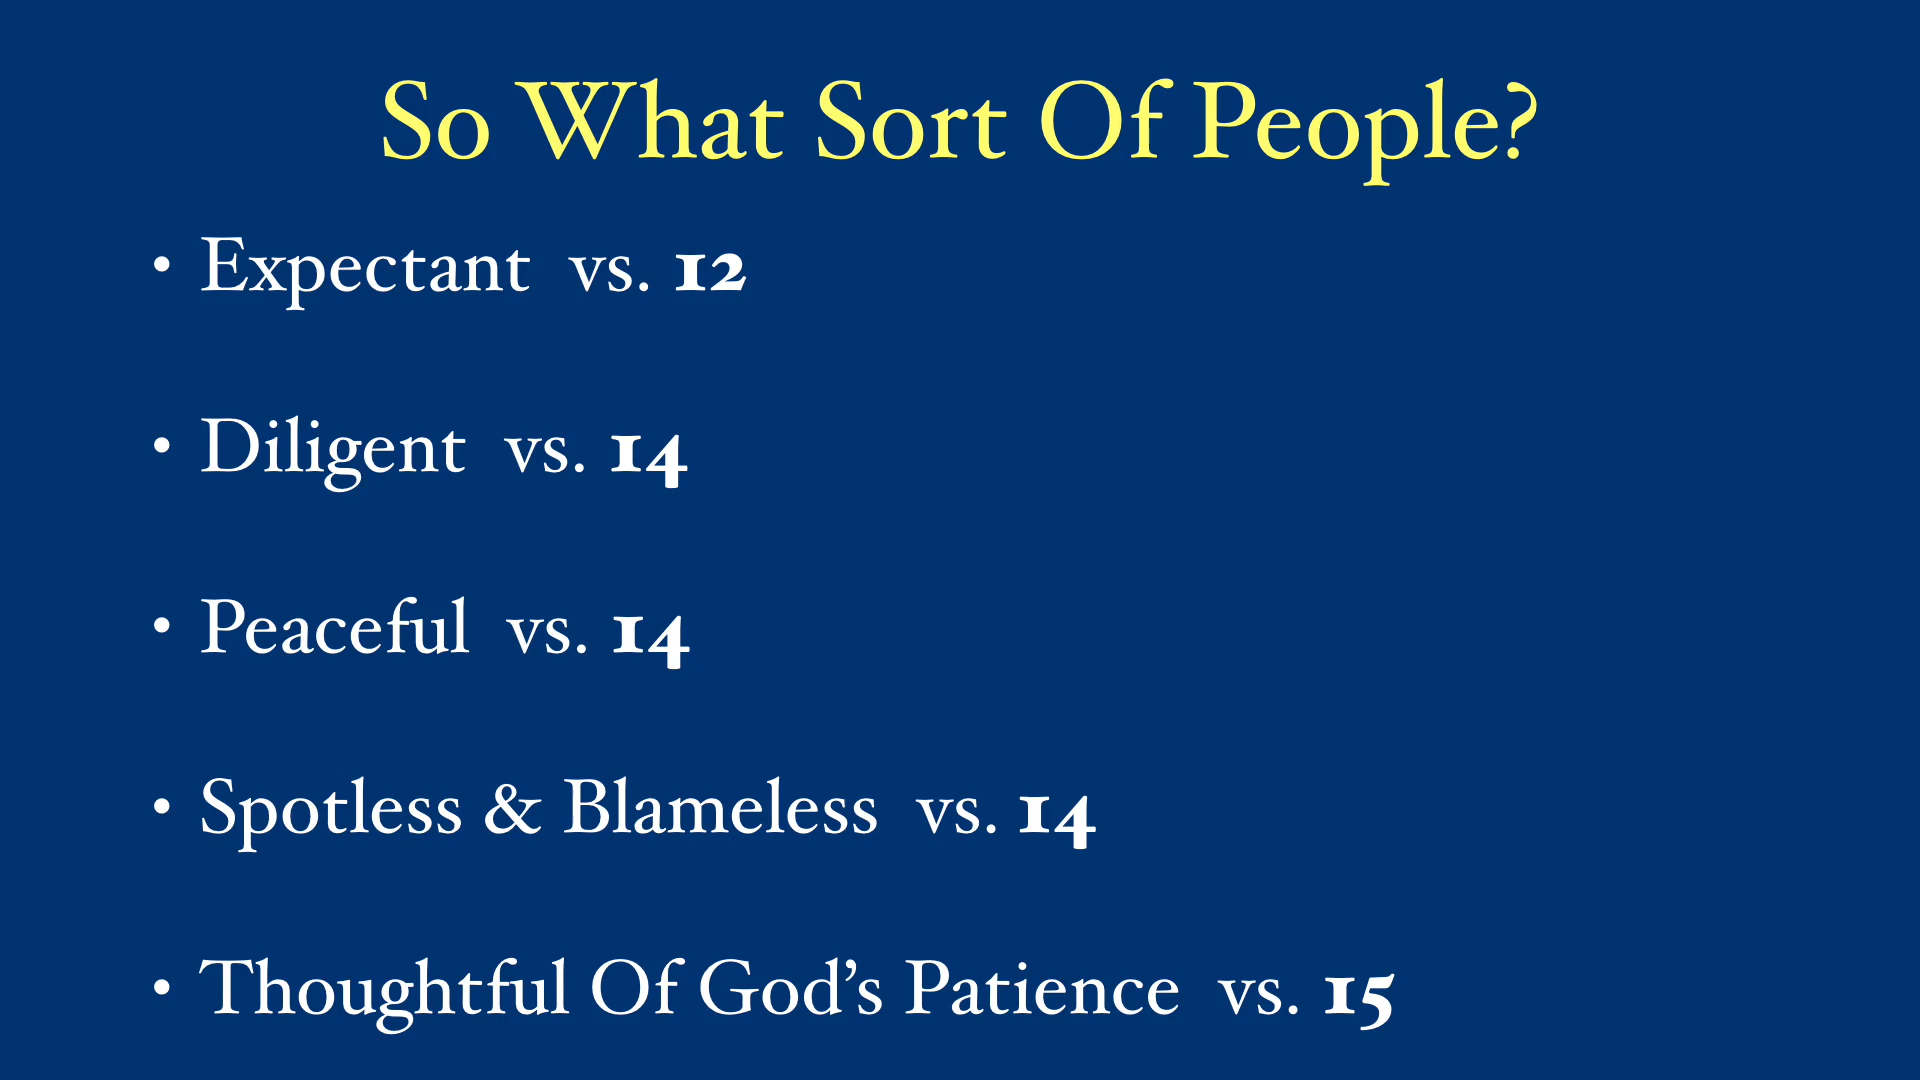 So What Sort Of People?
• Expectant vs. 12
• Diligent vs. 14
• Peaceful vs. 14
• Spotless & Blameless vs. 14
• Thoughtful Of God’s Patience vs. 15